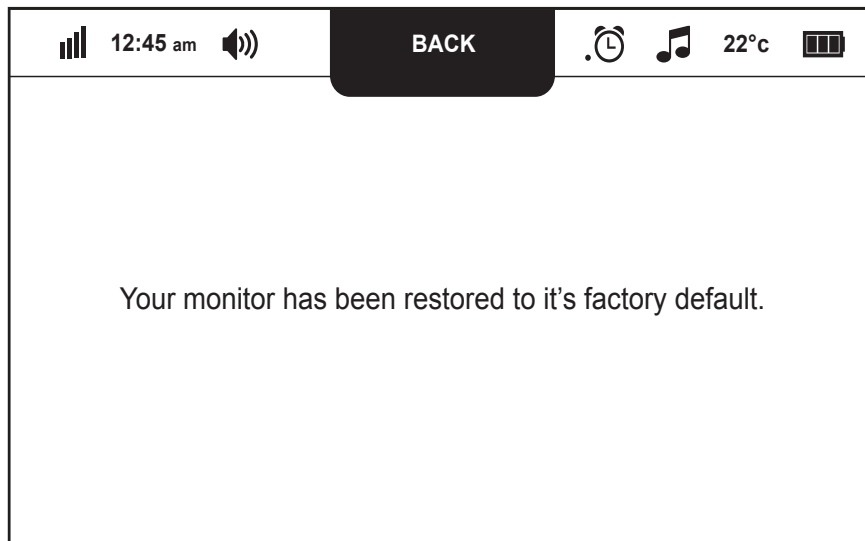 12:45 am BACK 22°c
Your monitor has been restored to it’s factory default.